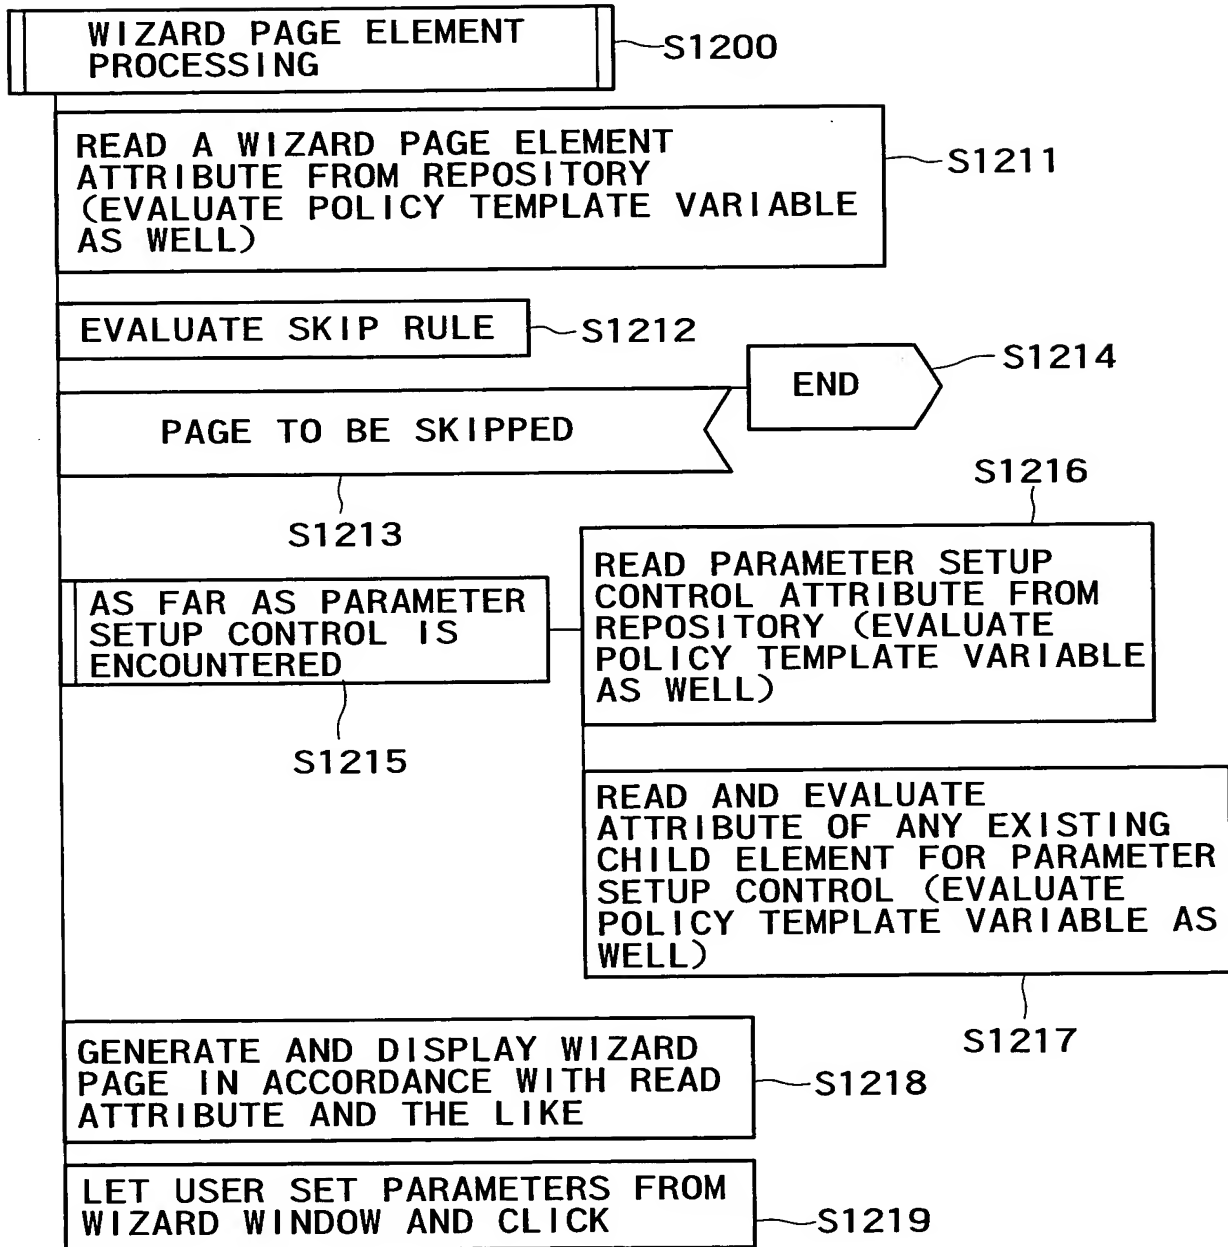 WIZARD PAGE ELEMENT
PROCESSING
S1200
READ A WIZARD PAGE ELEMENT
ATTRIBUTE FROM REPOSITORY
(EVALUATE POLICY TEMPLATE VARIABLE
AS WELL)
S1211
EVALUATE SKIP RULE
S1212
END
S1214
PAGE TO BE SKIPPED
S1213
S1216
AS FAR AS PARAMETER
SETUP CONTROL IS
ENCOUNTERED
S1215
READ PARAMETER SETUP
CONTROL ATTRIBUTE FROM
REPOSITORY (EVALUATE
POLICY TEMPLATE VARIABLE
AS WELL)
READ AND EVALUATE
ATTRIBUTE OF ANY EXISTING
CHILD ELEMENT FOR PARAMETER
SETUP CONTROL (EVALUATE
POLICY TEMPLATE VARIABLE AS
WELL)
S1217
GENERATE AND DISPLAY WIZARD
PAGE IN ACCORDANCE WITH READ
ATTRIBUTE AND THE LIKE
S1218
LET USER SET PARAMETERS FROM
WIZARD WINDOW AND CLICK
S1219